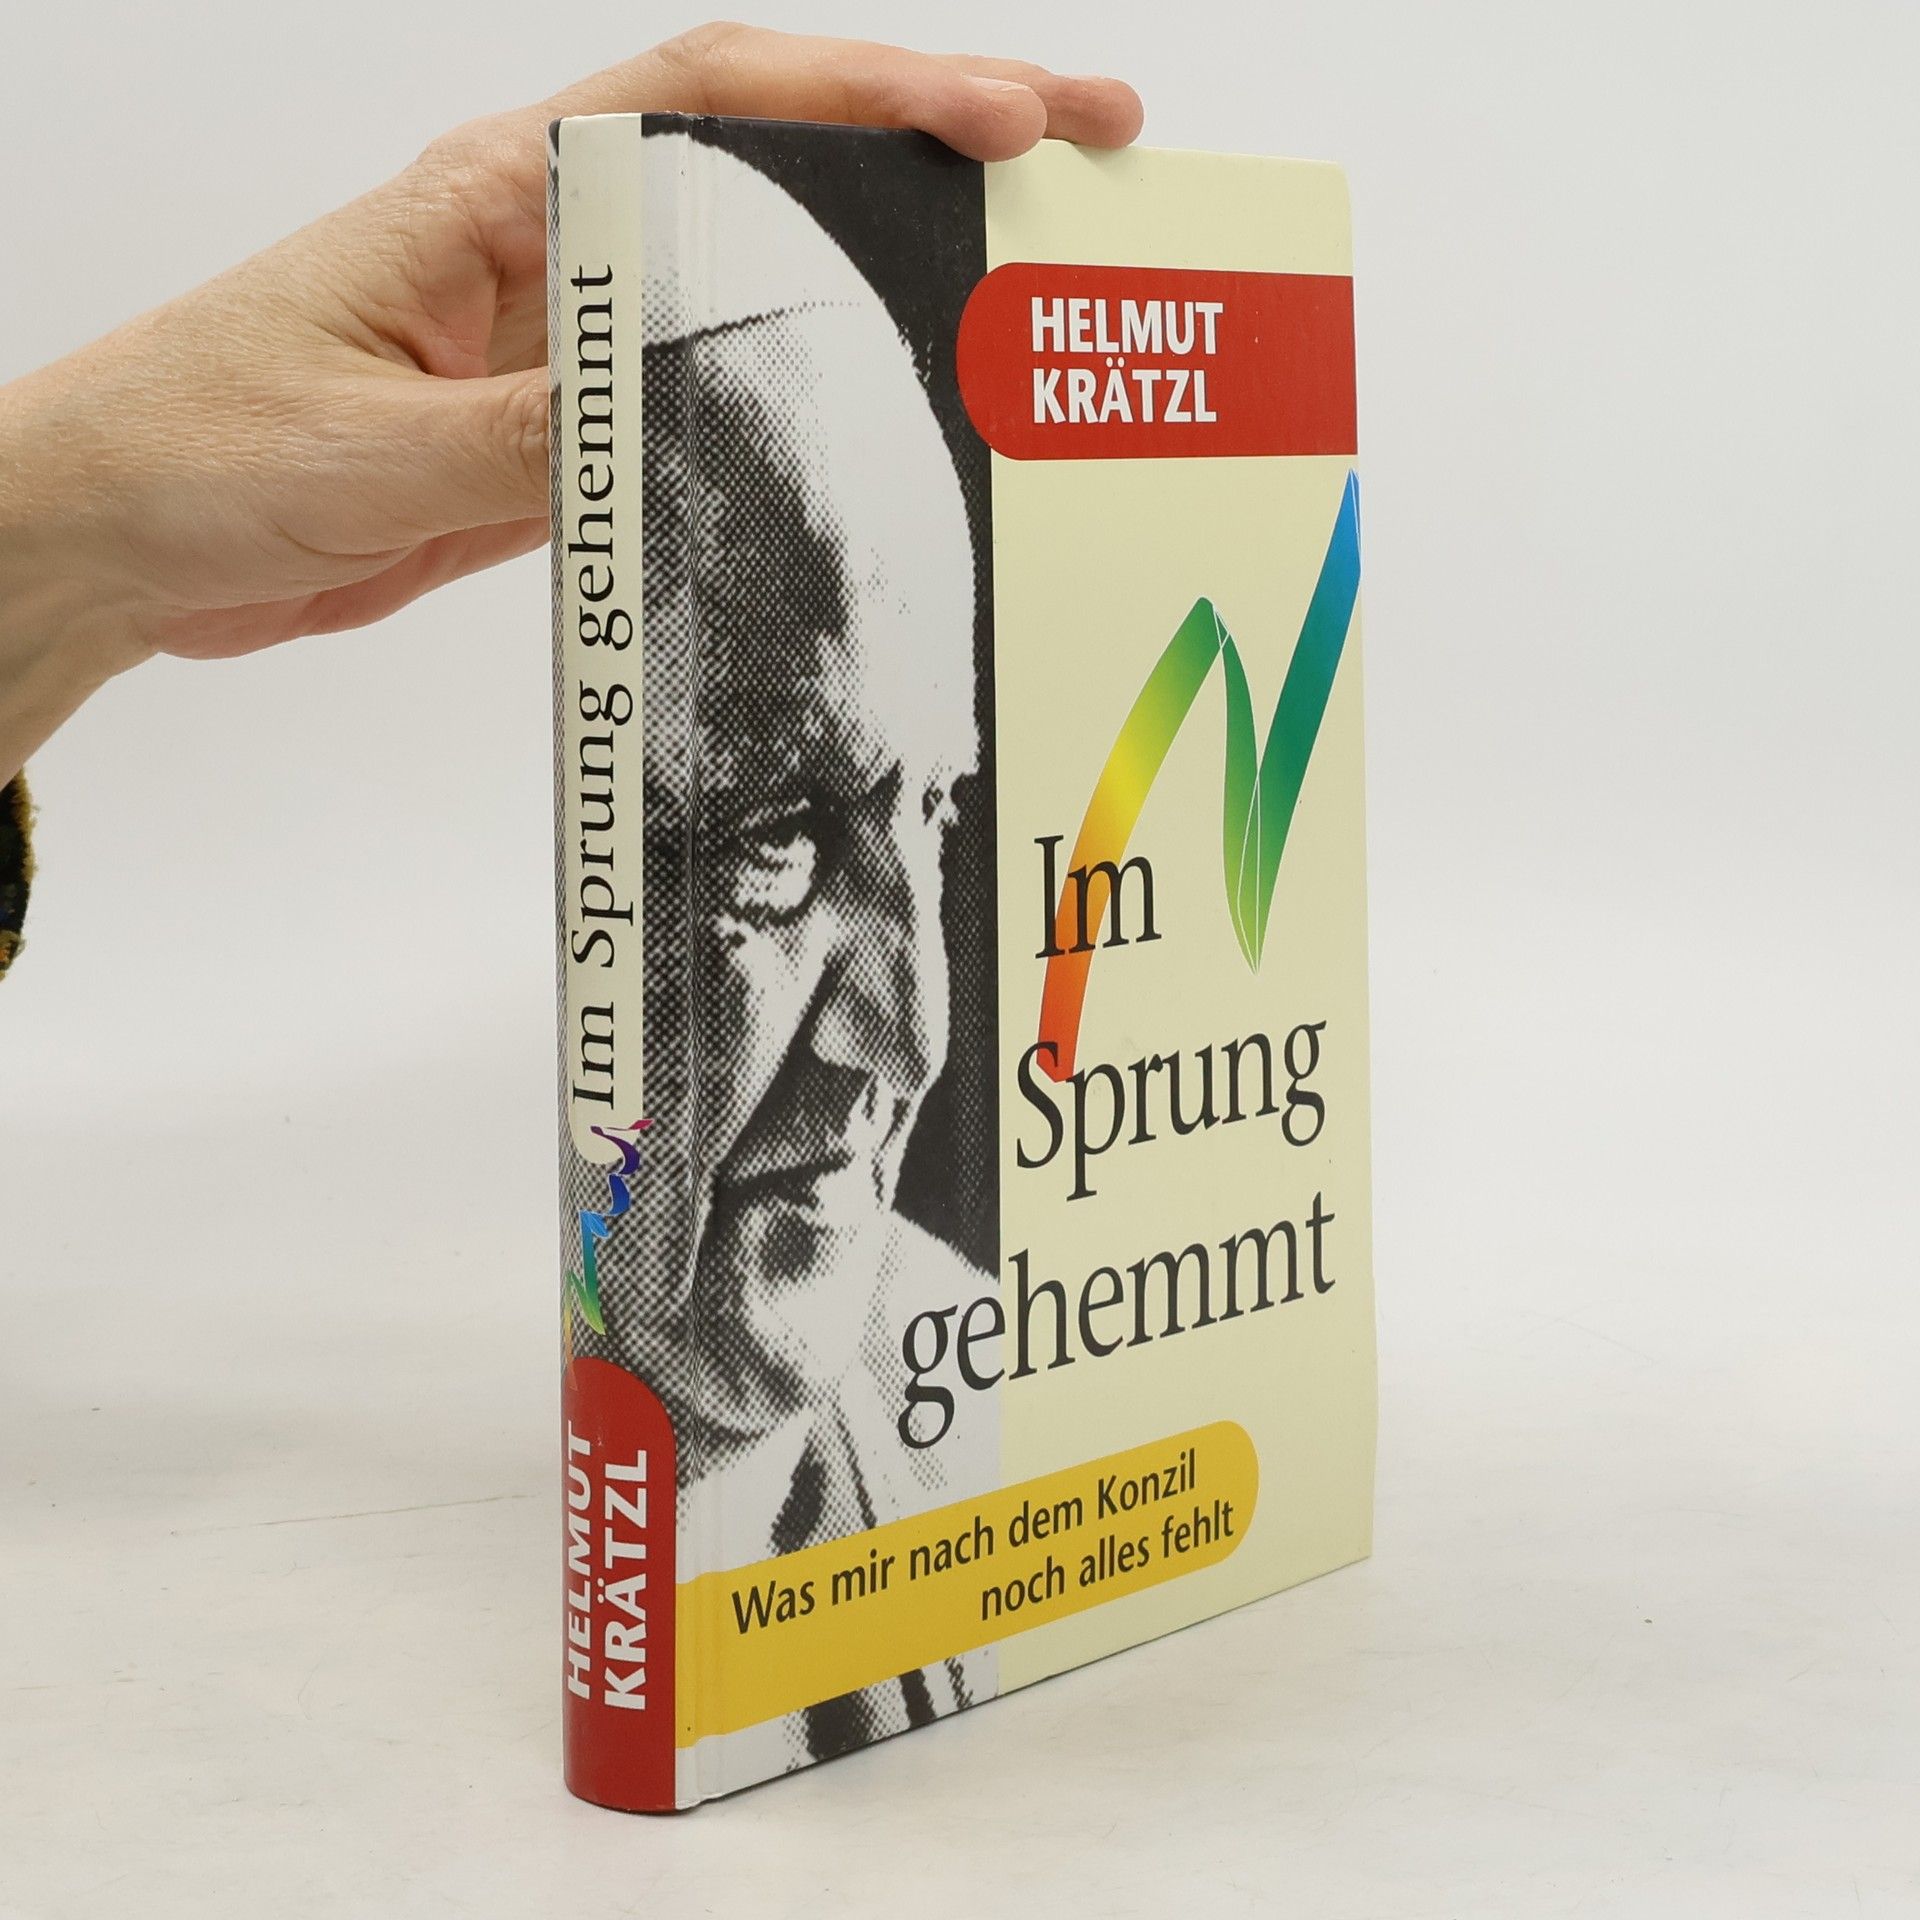 Im Sprung gehemmt
HELMUT
KRÄTZL
HELMUT
KRÄTZL
Im
Sprung
gehemmt
Was mir nach dem Konzil
noch alles fehlt